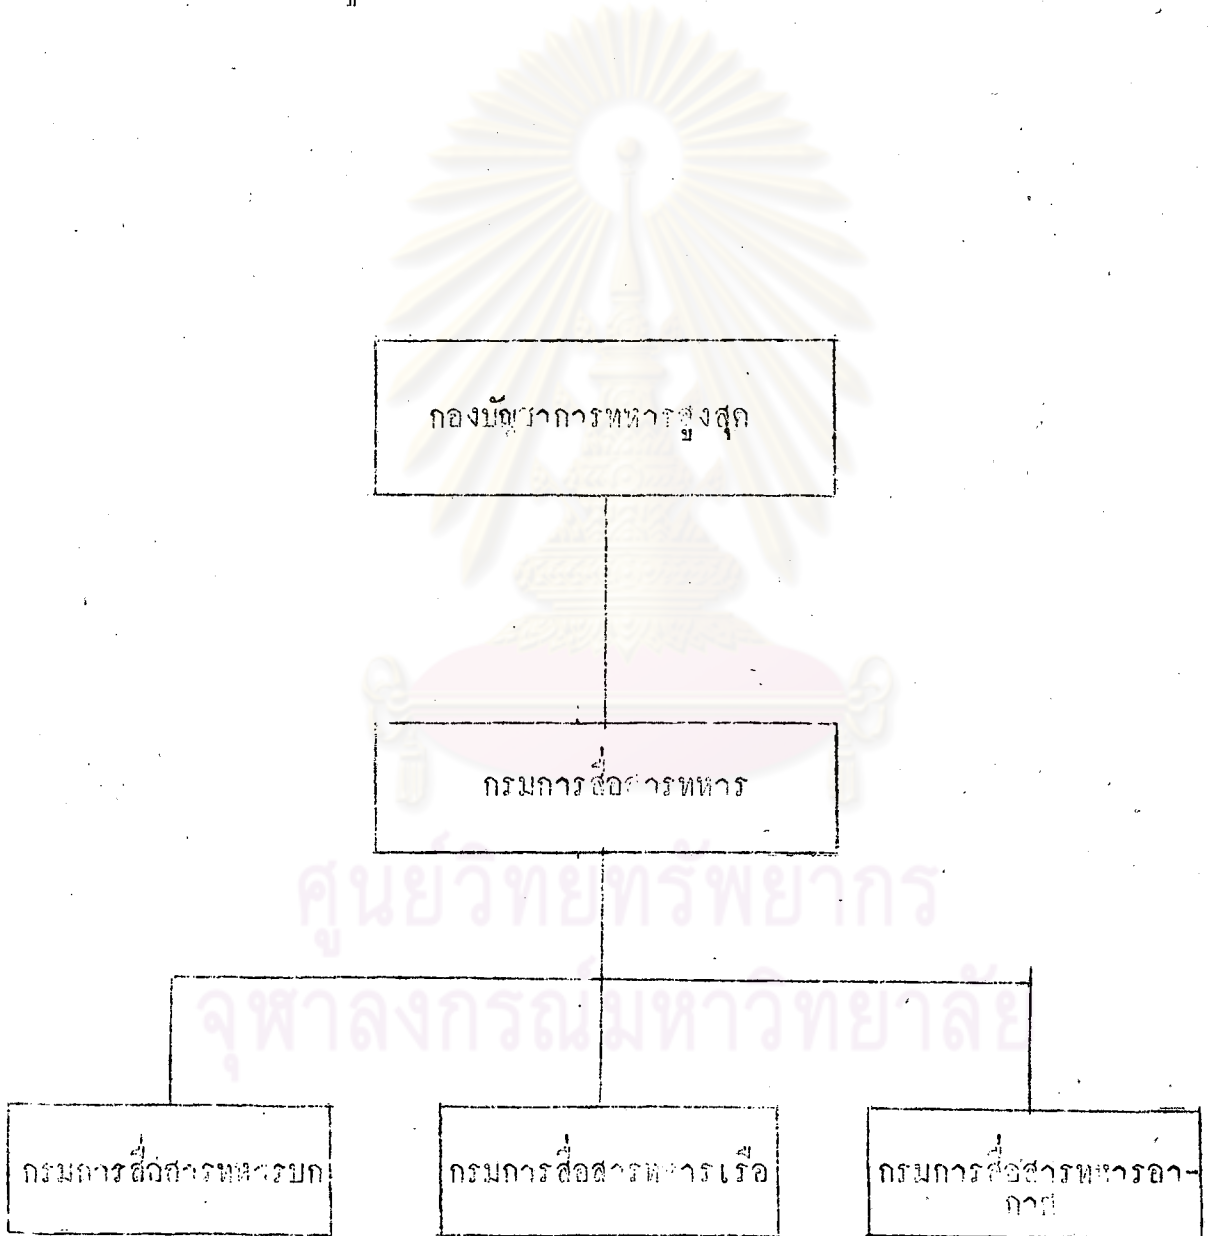 กองบัญชาการทหารสูงสุด
กรมการสื่อสารทหาร
ศูนย์วิทยทรัพยากร
จุฬาลงกรณ์มหาวิทยาลัย
กรมการสื่อสารทหารบก
กรมการสื่อสารทหารเรือ
กรมการสื่อสารทหารอา-
กาศ